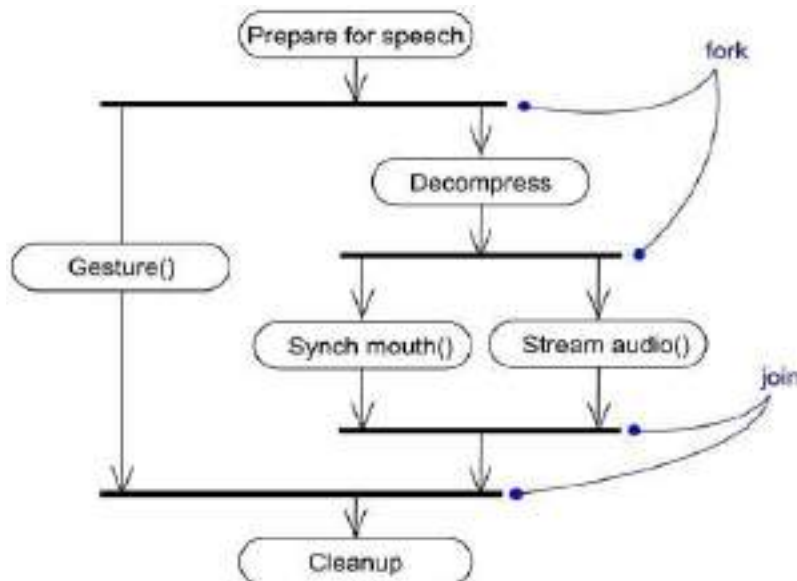 Prepare for speech
fork
Decompress
Gesture()
Synch mouth()
Stream audio()
join
Cleanup